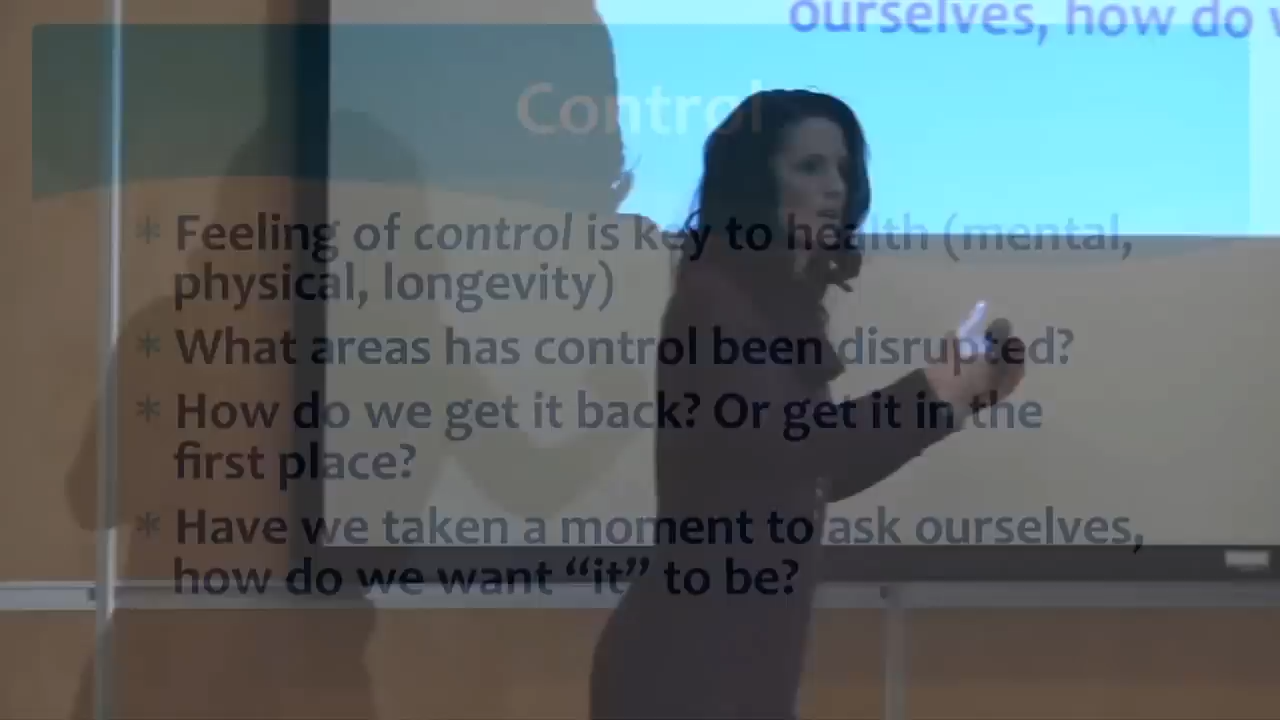 ourselves, how do
Control
* Feeling of control is key to health (mental,
physical, longevity)
* What areas has control been disrupted?
* How do we get it back? Or get it in the
first place?
* Have we taken a moment to ask ourselves,
how do we want “it” to be?